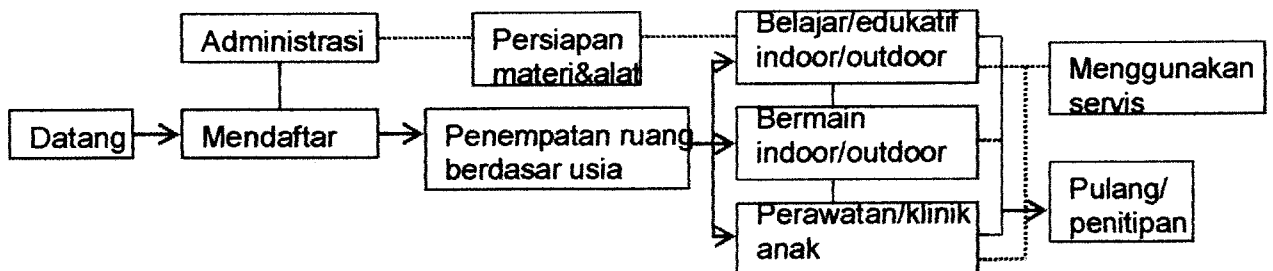 Administrasi
Persiapan
materi&alat
Belajar/edukatif
indoor/outdoor
Menggunakan
servis
Datang
Mendaftar
Penempatan ruang
berdasar usia
Bermain
indoor/outdoor
Perawatan/klinik
anak
Pulang/
penitipan